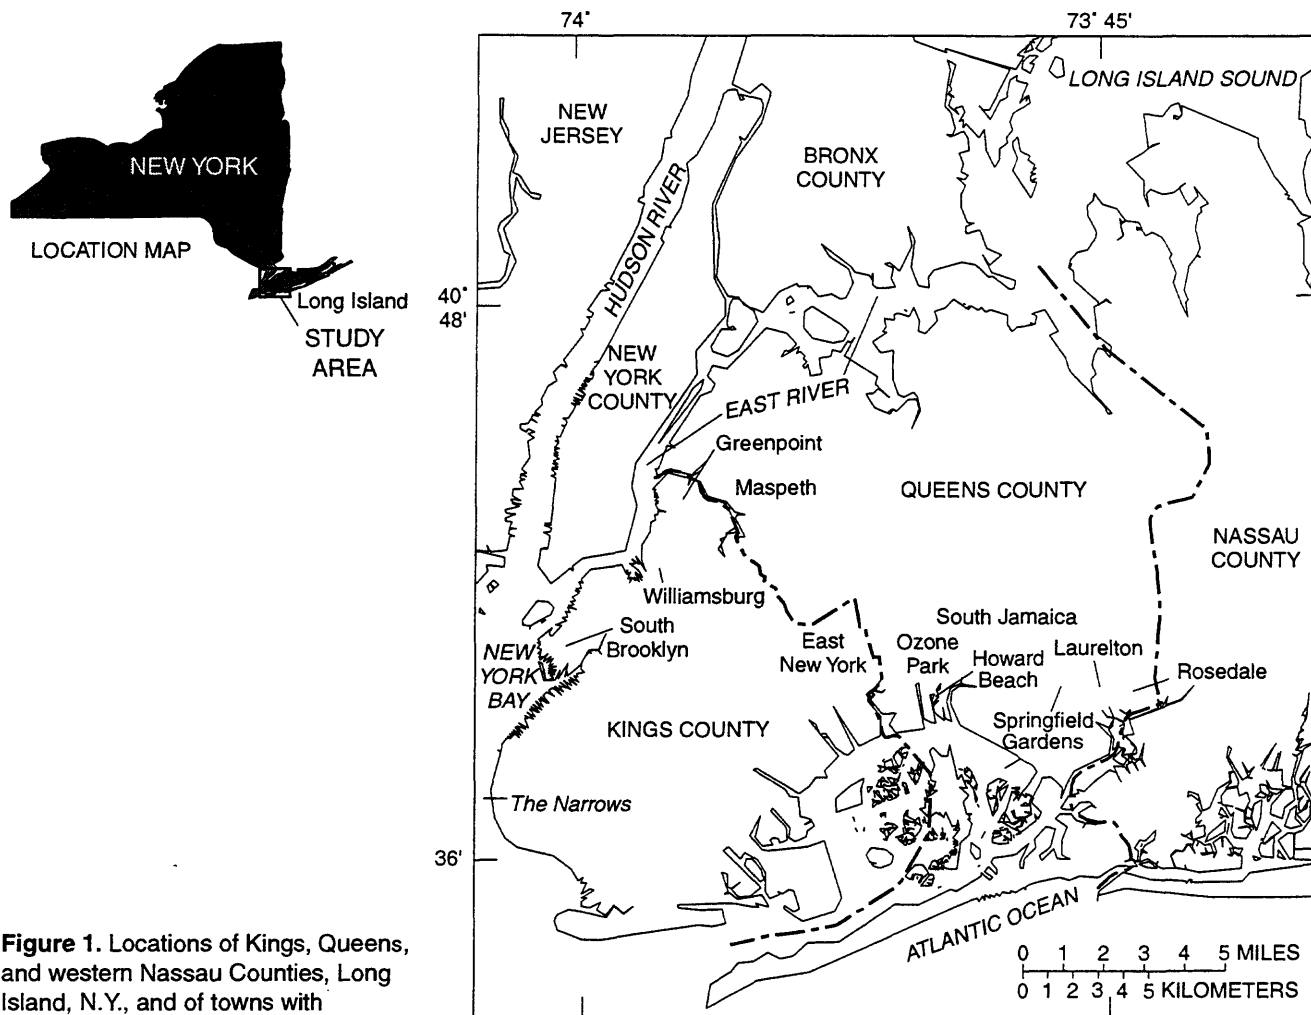 NEW YORK
LOCATION MAP
Long Island
STUDY
AREA
74°
73° 45'
40°
48'
36'
NEW
JERSEY
HUDSON RIVER
BRONX
COUNTY
LONG ISLAND SOUND
NEW
YORK
COUNTY
EAST RIVER
Greenpoint
Maspeth
QUEENS COUNTY
NASSAU
COUNTY
Williamsburg
South
Brooklyn
NEW
YORK
BAY
East
New York
South Jamaica
Ozone
Park
Howard
Beach
Laurelton
Rosedale
Springfield
Gardens
KINGS COUNTY
The Narrows
ATLANTIC OCEAN
0 1 2 3 4 5 MILES
0 1 2 3 4 5 KILOMETERS
Figure 1. Locations of Kings, Queens,
and western Nassau Counties, Long
Island, N.Y., and of towns with